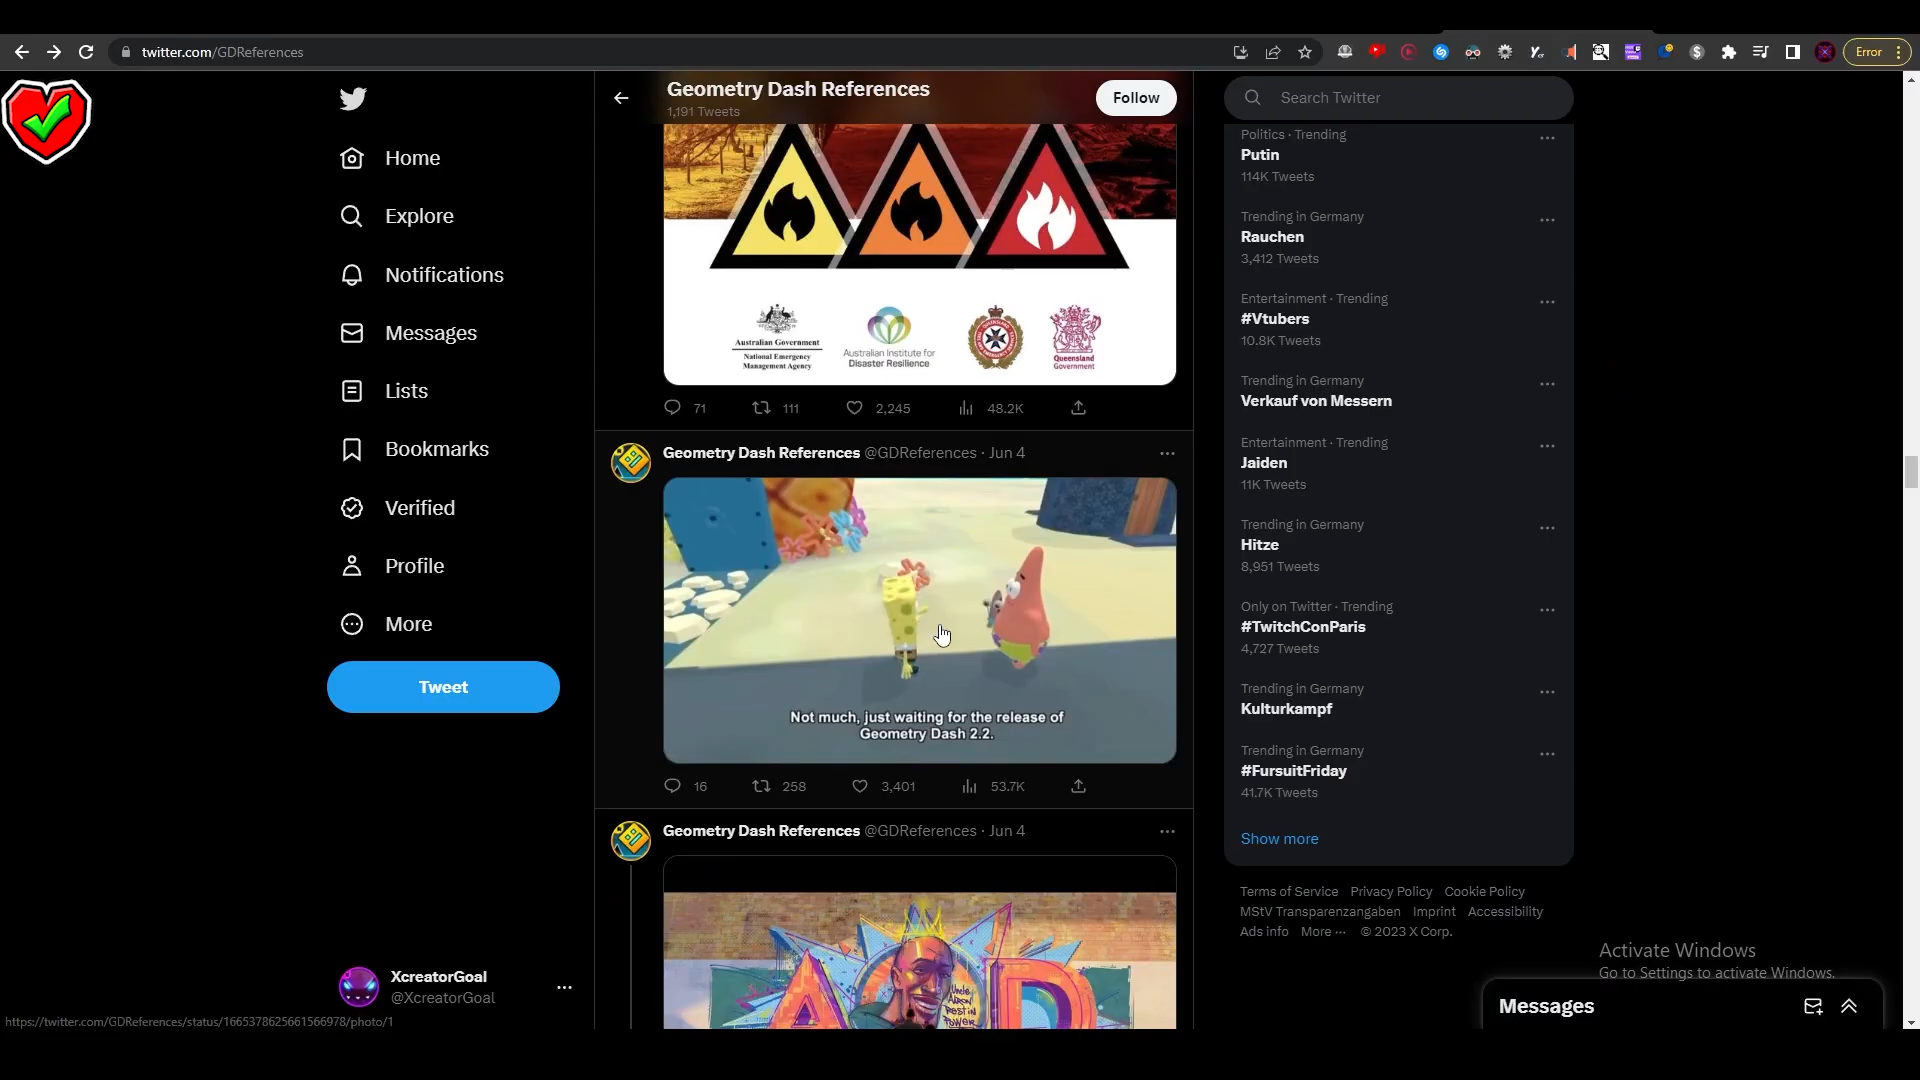 twitter.com/GDReferences
Error
Geometry Dash References
1,191 Tweets
Follow
Search Twitter
Home
Explore
Notifications
Messages
Lists
Bookmarks
Verified
Profile
More
Tweet
XcreatorGoal
@XcreatorGoal
https://twitter.com/GDReferences/status/1665378625661566978/photo/1
Australian Government
National Emergency
Management Agency
Australian Institute for
Disaster Resilience
Queensland
Government
71
111
2,245
48.2K
Geometry Dash References @GDReferences · Jun 4
Not much, just waiting for the release of
Geometry Dash 2.2.
16
258
3,401
53.7K
Geometry Dash References @GDReferences · Jun 4
Uncle
AARON
Rest in
POWER
Politics · Trending
Putin
114K Tweets
Trending in Germany
Rauchen
3,412 Tweets
Entertainment · Trending
#Vtubers
10.8K Tweets
Trending in Germany
Verkauf von Messern
Entertainment · Trending
Jaiden
11K Tweets
Trending in Germany
Hitze
8,951 Tweets
Only on Twitter · Trending
#TwitchConParis
4,727 Tweets
Trending in Germany
Kulturkampf
Trending in Germany
#FursuitFriday
41.7K Tweets
Show more
Terms of Service Privacy Policy Cookie Policy
MStV Transparenzangaben Imprint Accessibility
Ads info More ··· © 2023 X Corp.
Activate Windows
Go to Settings to activate Windows.
Messages